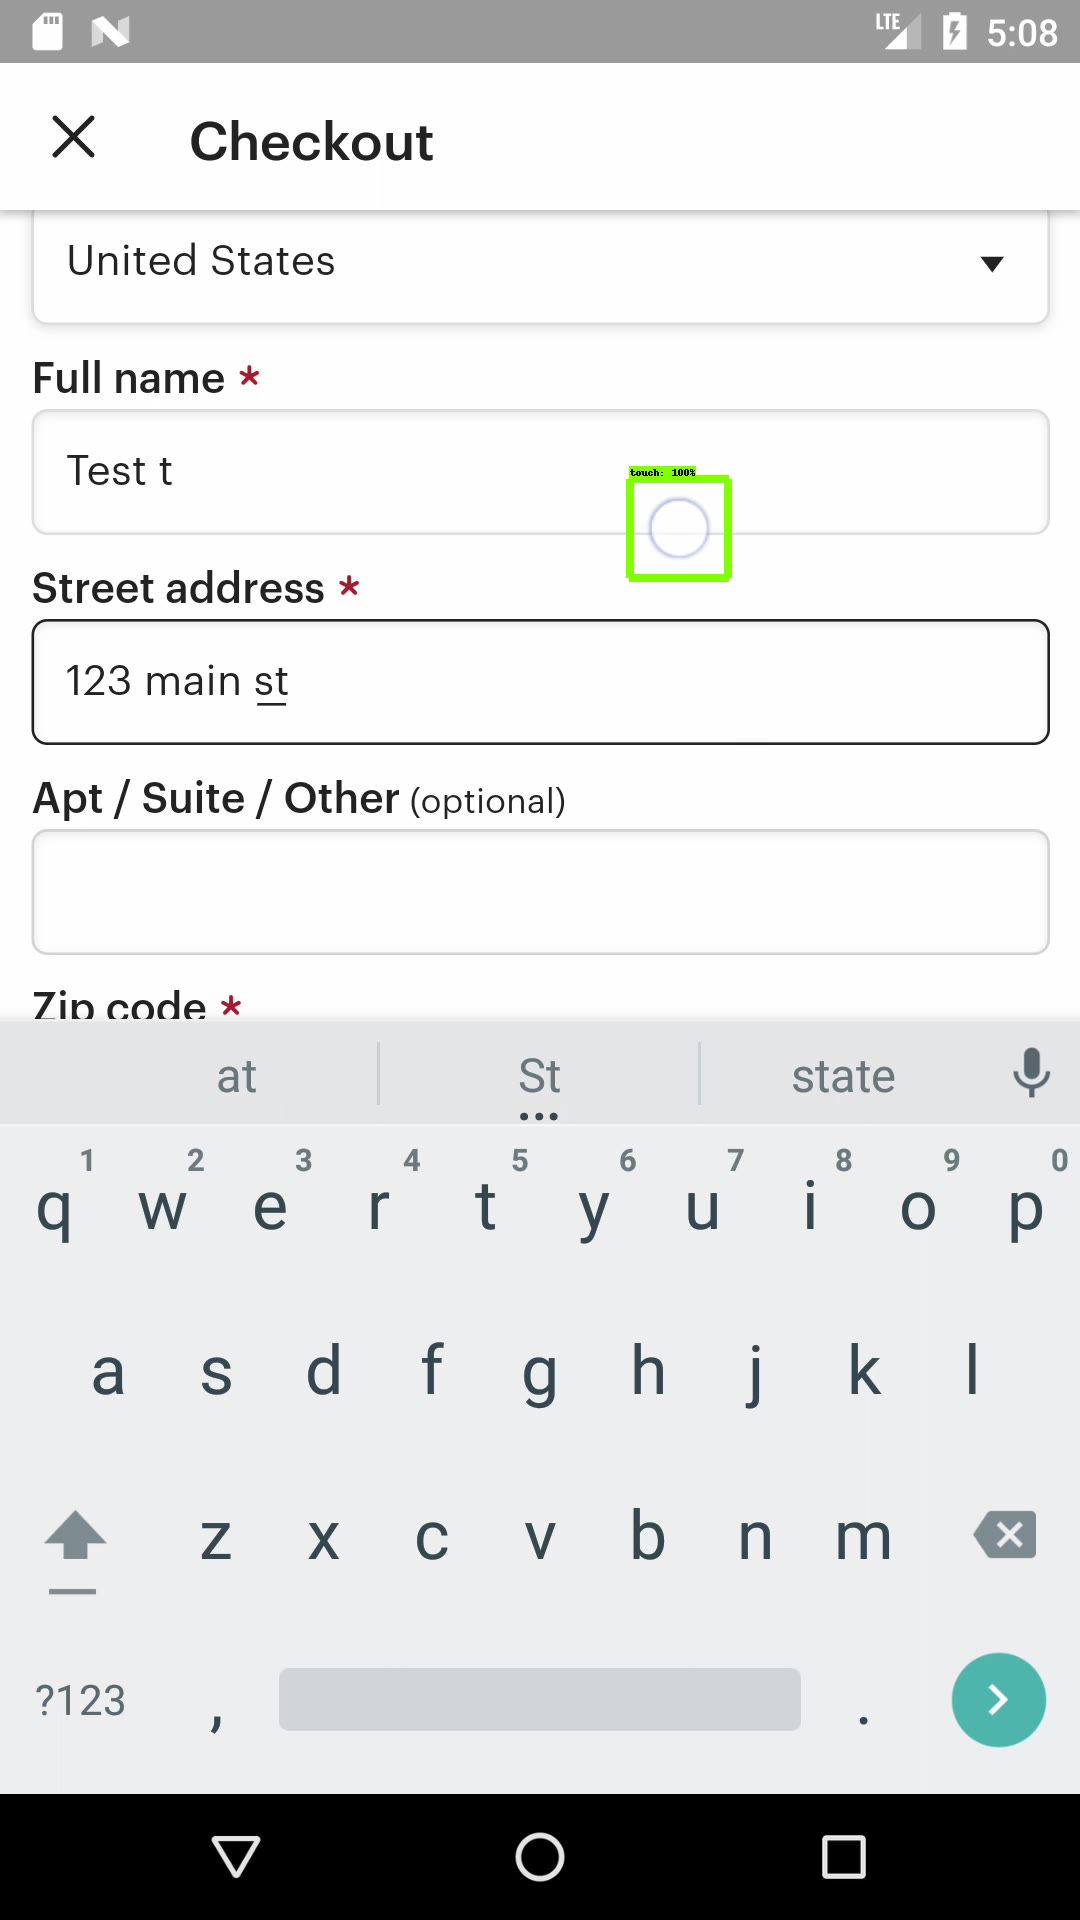 LTE 5:08
Checkout
United States
Full name *
Test t
touch: 100%
Street address *
123 main st
Apt / Suite / Other (optional)
Zip code *
at St state
1 2 3 4 5 6 7 8 9 0
q w e r t y u i o p
a s d f g h j k l
z x c v b n m
?123 , .